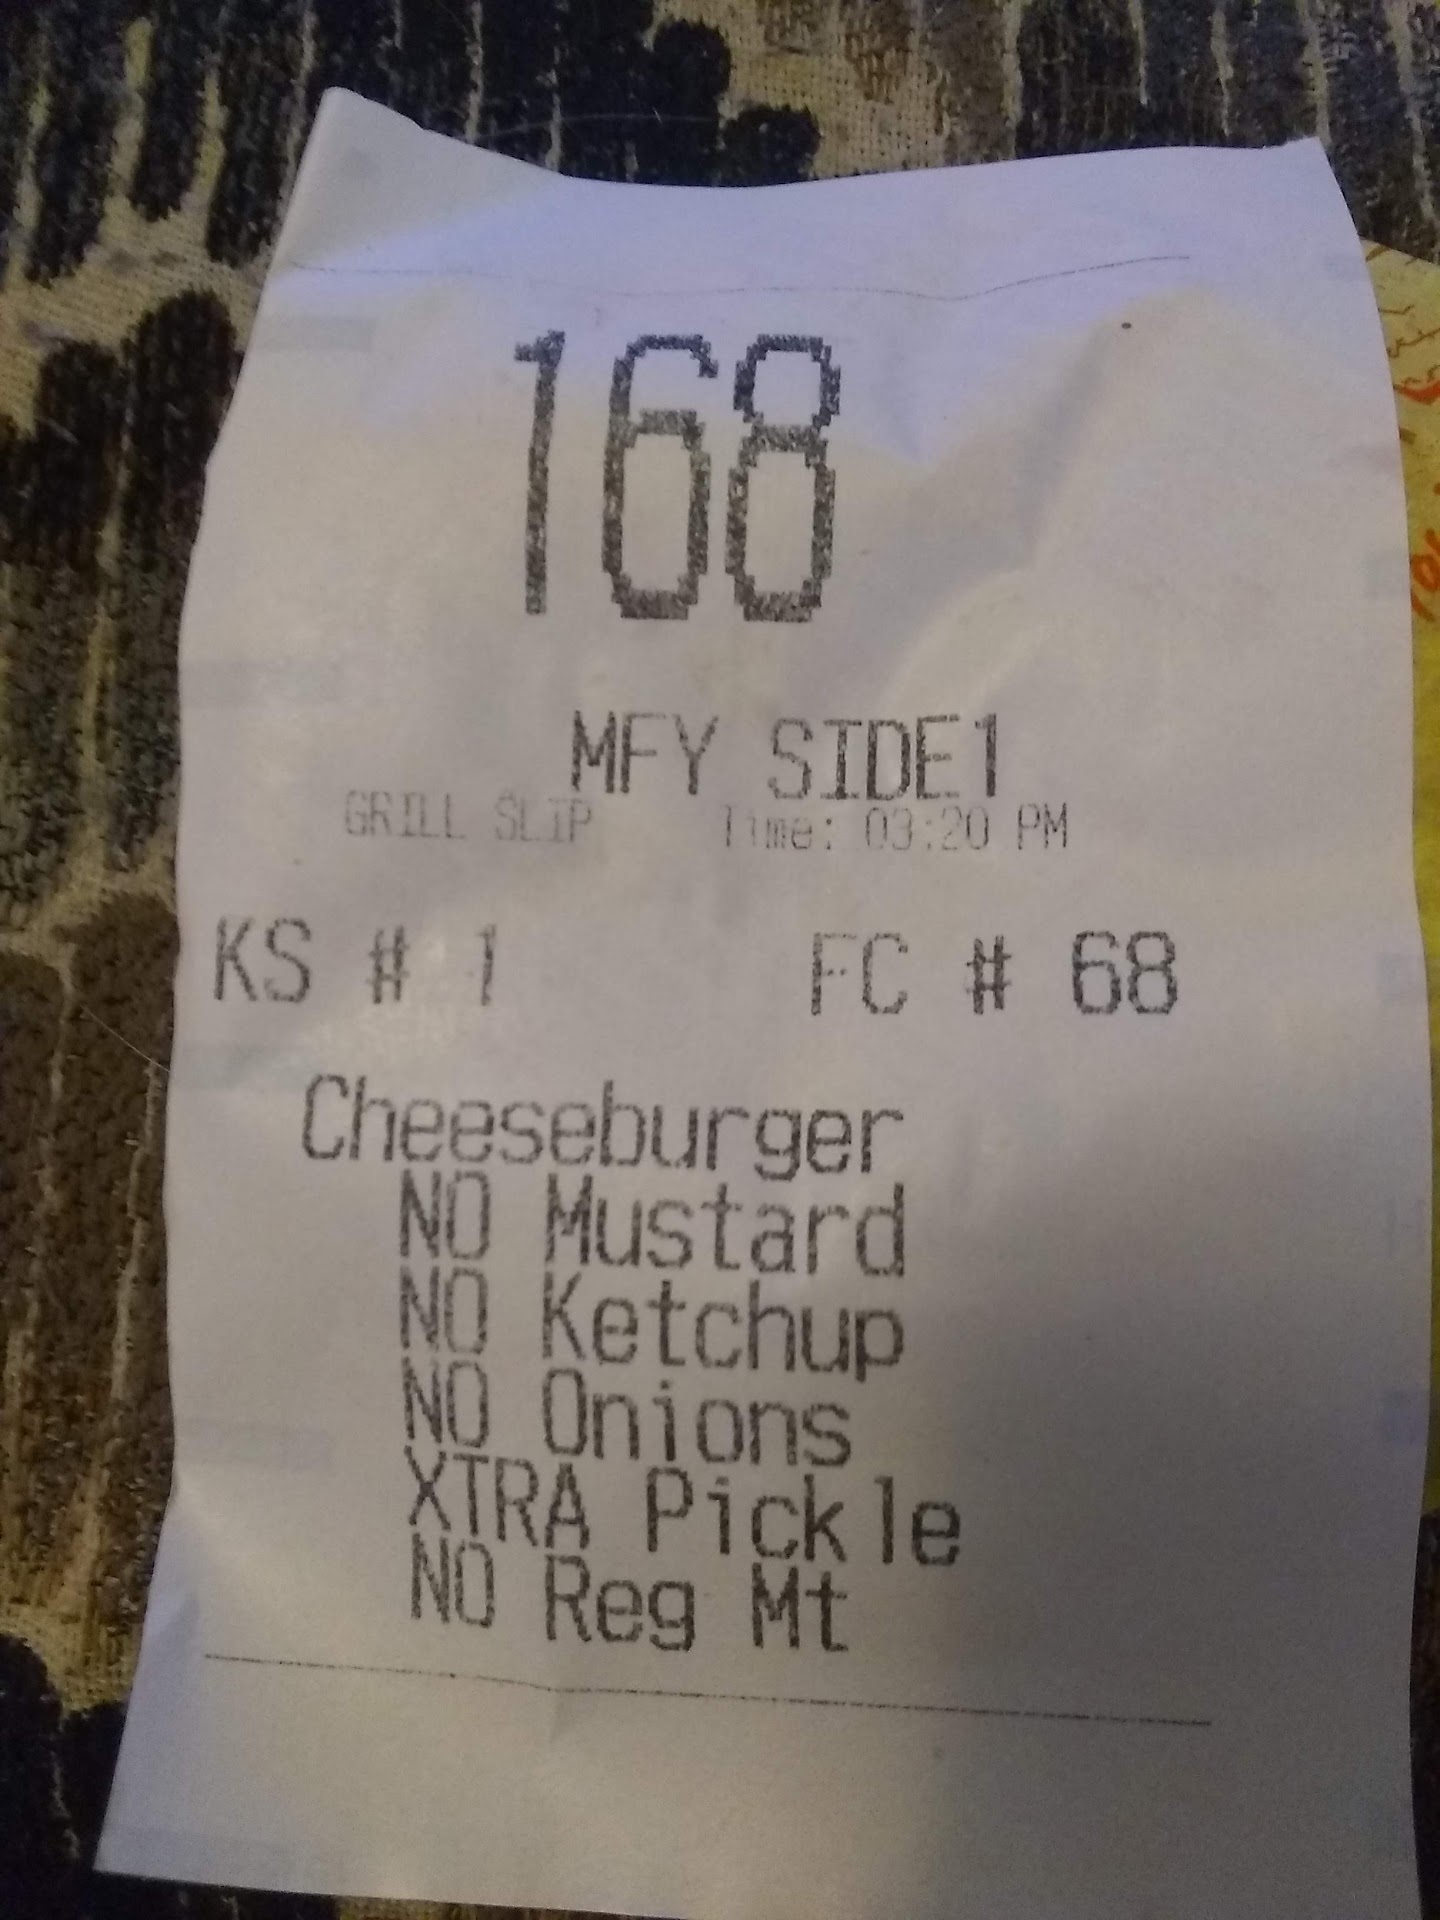 168
MFY SIDE1
GRILL SLIP Time: 03:20 PM
KS # 1 FC # 68
Cheeseburger
NO Mustard
NO Ketchup
NO Onions
XTRA Pickle
NO Reg Mt